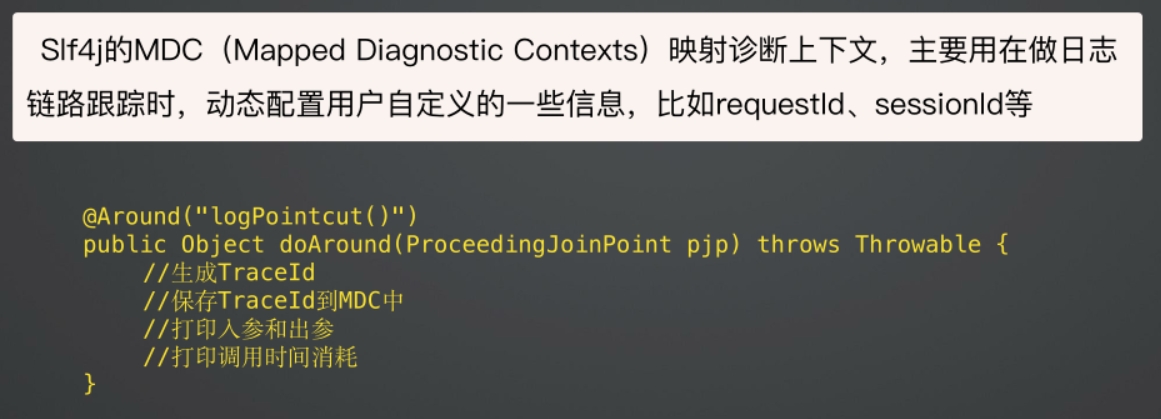 Slf4j的MDC（Mapped Diagnostic Contexts）映射诊断上下文，主要用在做日志
链路跟踪时，动态配置用户自定义的一些信息，比如requestId、sessionId等
@Around("logPointcut()")
public Object doAround(ProceedingJoinPoint pjp) throws Throwable {
//生成TraceId
//保存TraceId到MDC中
//打印入参和出参
//打印调用时间消耗
}